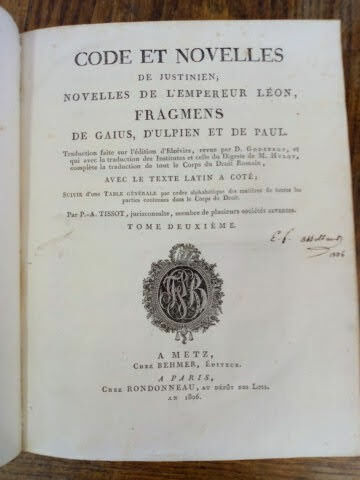 CODE ET NOVELLES
DE JUSTINIEN;
NOVELLES DE L'EMPEREUR LÉON,
FRAGMENS
DE GAIUS, D'ULPIEN ET DE PAUL.
Traduction faite sur l'édition d'Elzévirs, revue par D. GODEFROY, et
qui avec la traduction des Institutes et celle du Digeste de M. HULOT,
complète la traduction de tout le Corps du Droit Romain,
AVEC LE TEXTE LATIN A COTÉ;
SUIVIE d'une TABLE GÉNÉRALE par ordre alphabétique des matières de toutes les
parties contenues dans le Corps de Droit.
Par P.-A. TISSOT, jurisconsulte, membre de plusieurs sociétés savantes.
TOME DEUXIÈME.
A METZ,
CHEZ BEHMER, ÉDITEUR.
A PARIS,
CHEZ RONDONNEAU, AU DÉPÔT DES LOIS.
AN 1806.